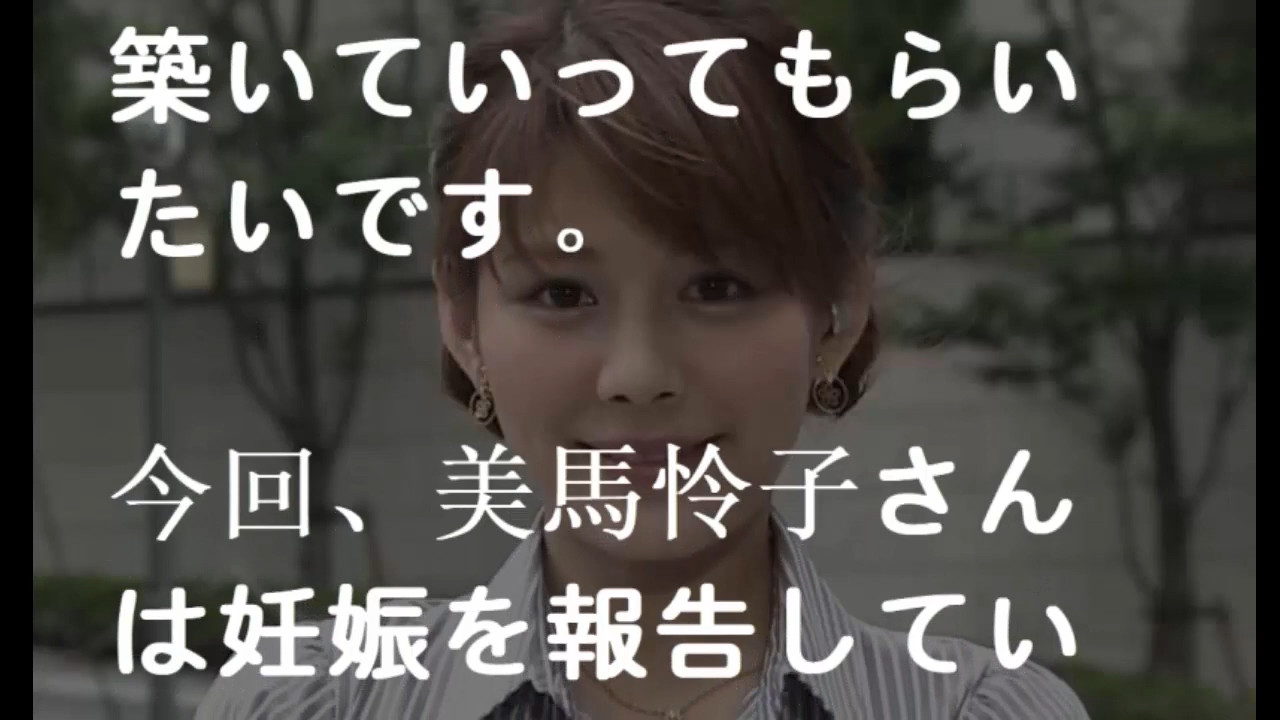 築いていってもらい
たいです。
今回、美馬怜子さん
は妊娠を報告してい